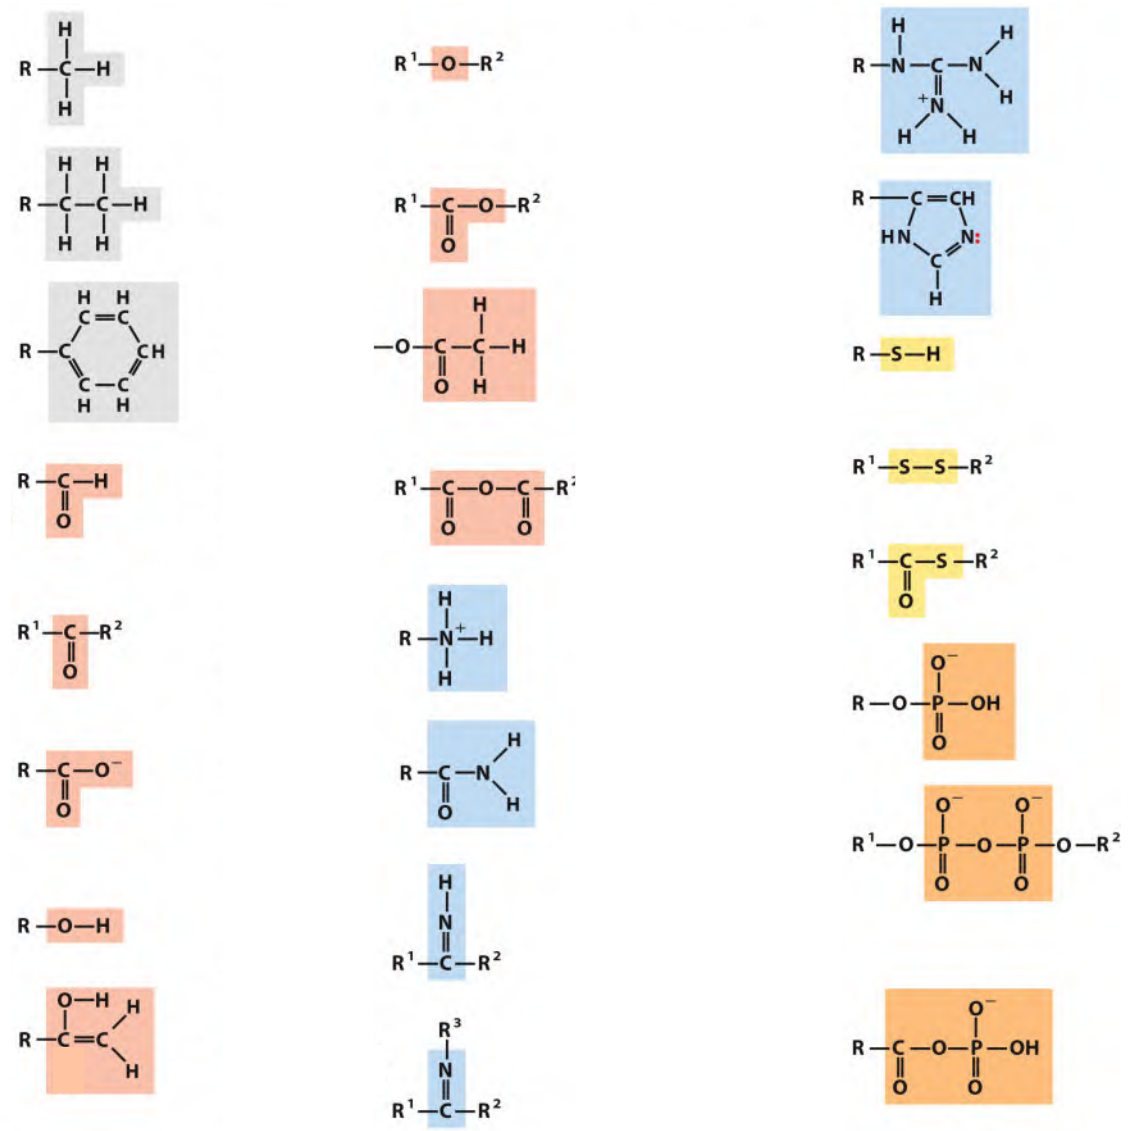 H
R—C—H
H
H H
R—C—C—H
H H
H H
C=C
R—C CH
C—C
H H
R—C—H
O
R¹—C—R²
O
R—C—O⁻
O
R—O—H
O—H H
R—C=C
H
R¹—O—R²
R¹—C—O—R²
O
H
—O—C—C—H
O H
R¹—C—O—C—R²
O O
H
R—N⁺—H
H
H
R—C—N
O H
H
N
R¹—C—R²
R³
N
R¹—C—R²
H H
R—N—C—N
⁺N H
H H
R—C=CH
HN N:
C
H
R—S—H
R¹—S—S—R²
R¹—C—S—R²
O
O⁻
R—O—P—OH
O
O⁻ O⁻
R¹—O—P—O—P—O—R²
O O
O⁻
R—C—O—P—OH
O O